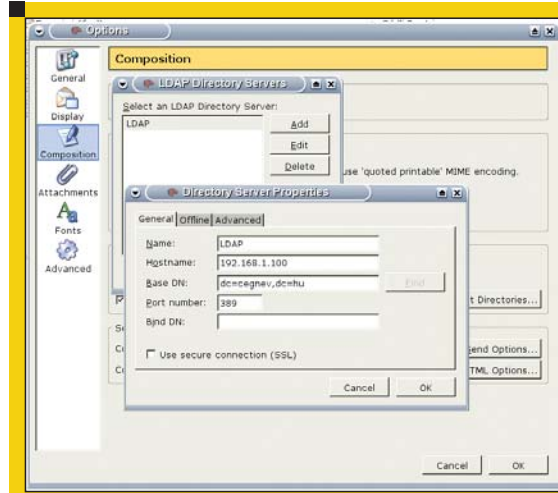 Options
Composition
General
Display
Composition
Attachments
Fonts
Advanced
LDAP Directory Servers
Select an LDAP Directory Server:
LDAP
Add
Edit
Delete
use 'quoted printable' MIME encoding.
Directory Server Properties
General Offline Advanced
Name: LDAP
Hostname: 192.168.1.100
Base DN: dc=cegnev,dc=hu
Find
Port number: 389
Bind DN:
Use secure connection (SSL)
Cancel OK
t Directories...
end Options...
TML Options...
Cancel OK